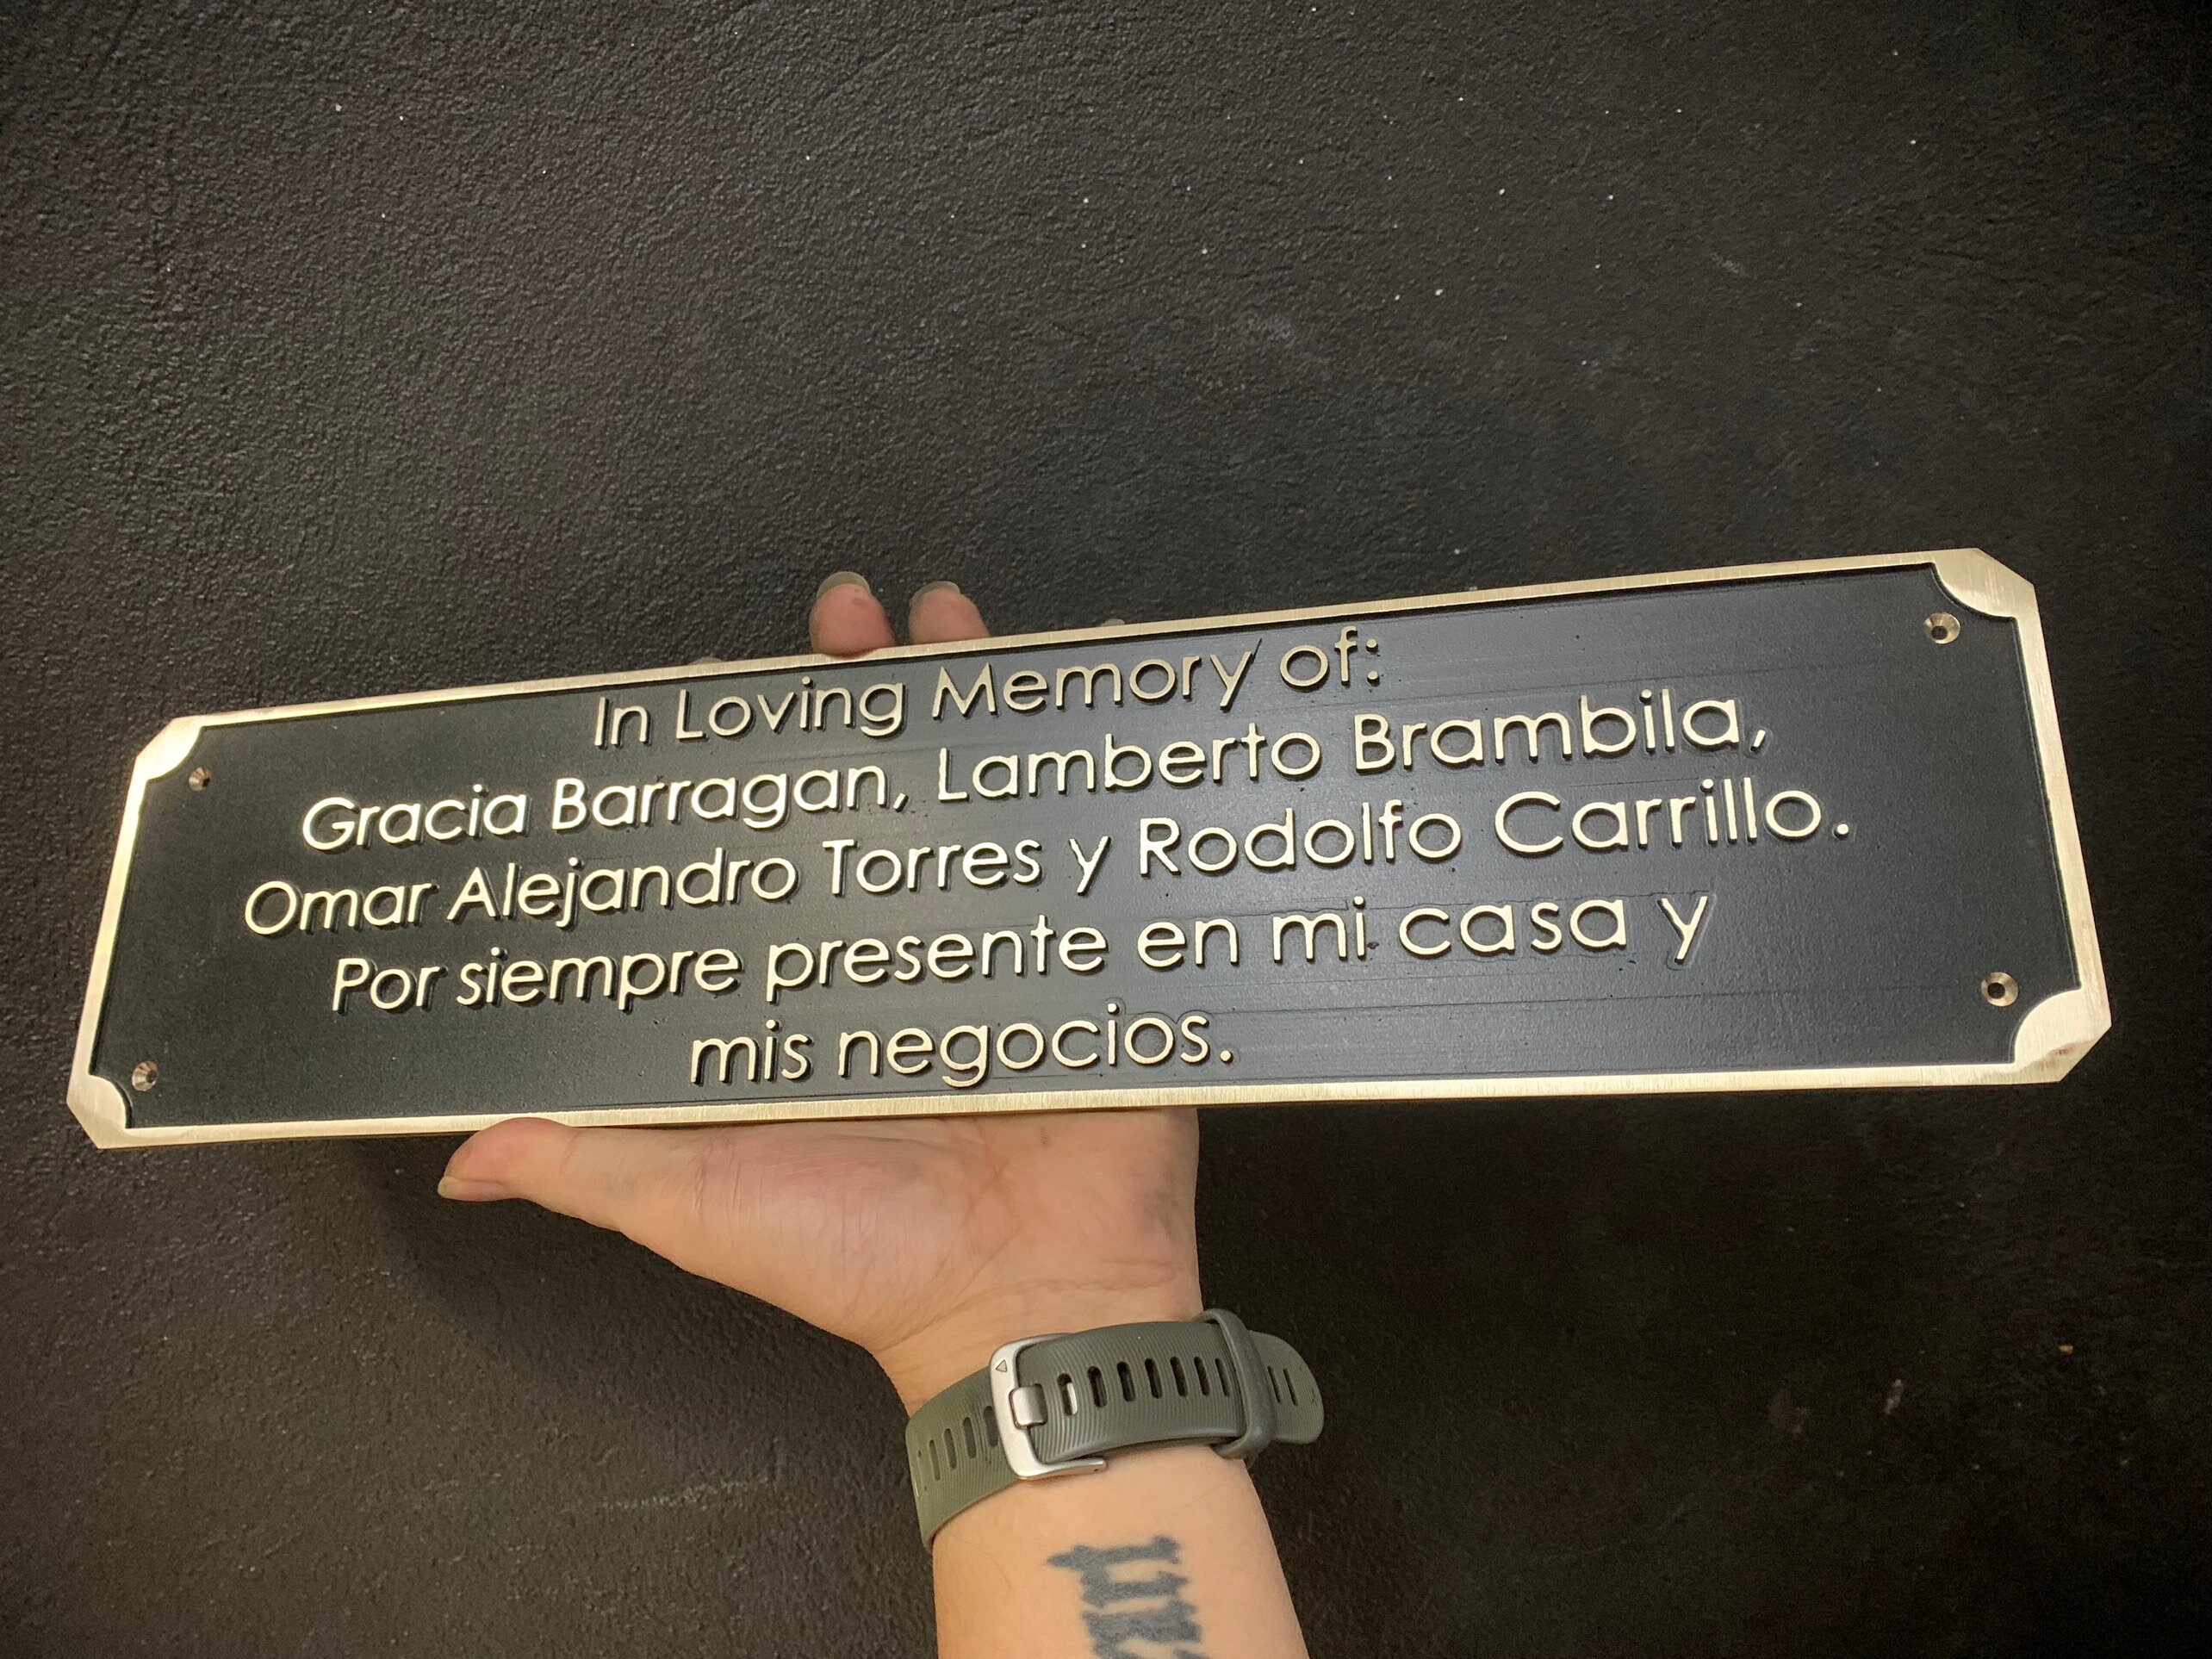 In Loving Memory of:
Gracia Barragan, Lamberto Brambila,
Omar Alejandro Torres y Rodolfo Carrillo.
Por siempre presente en mi casa y
mis negocios.